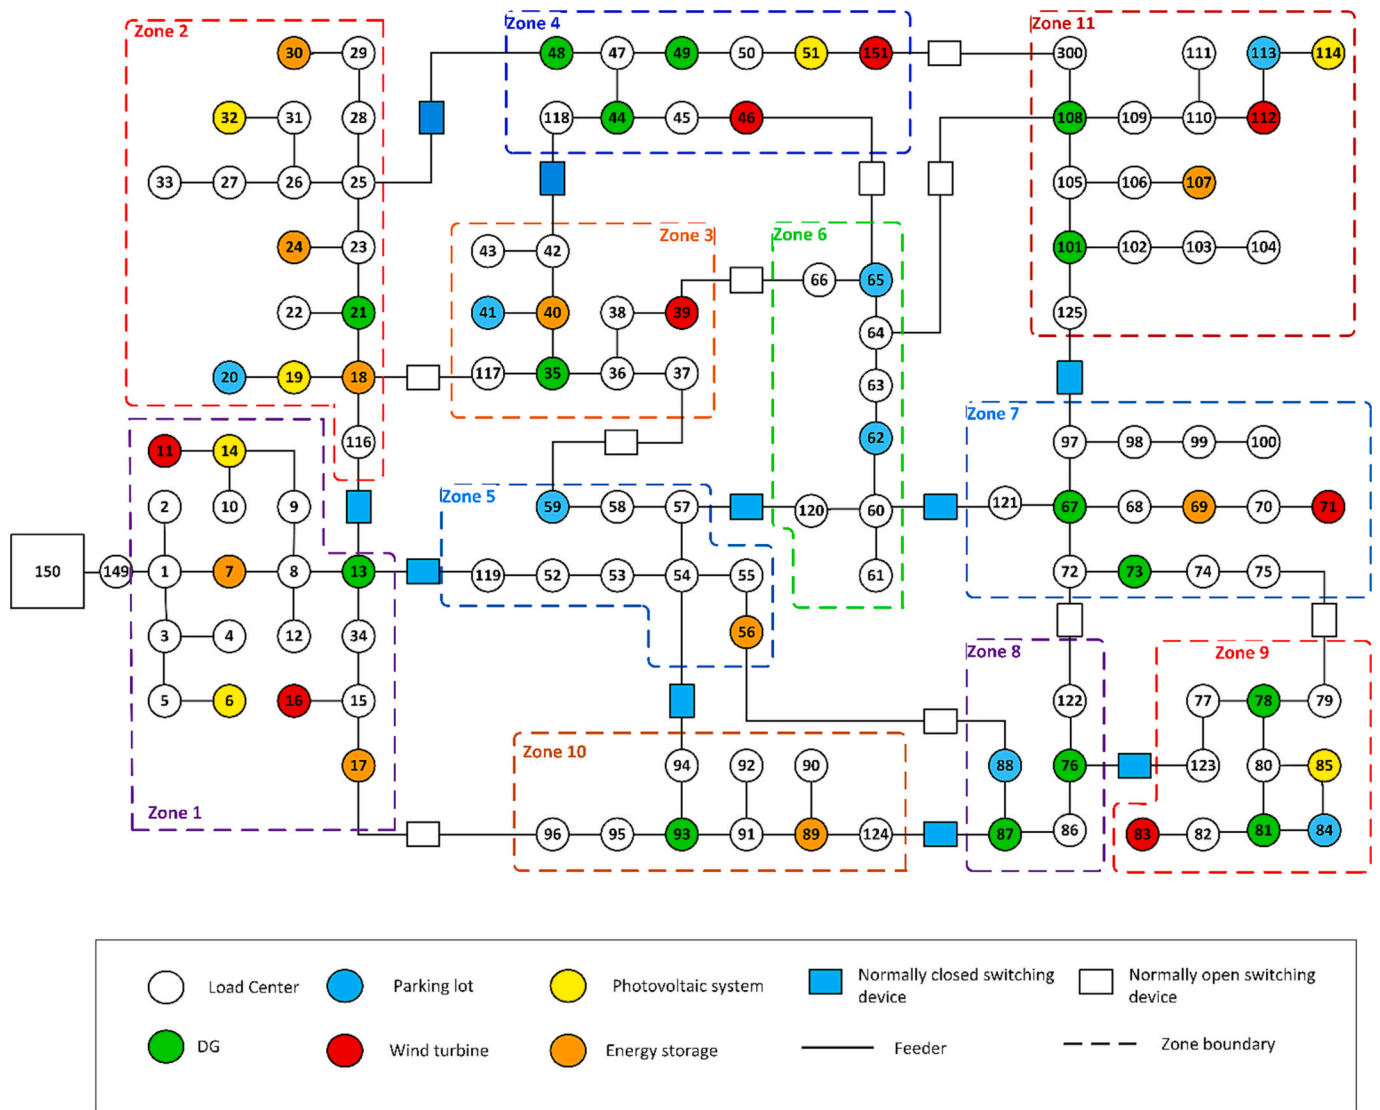 Zone 2
Zone 4
Zone 11
30 29
48 47 49 50 51 151
300 111 113 114
32 31 28
118 44 45 46
108 109 110 112
33 27 26 25
105 106 107
Zone 3
Zone 6
24 23
43 42
66 65
101 102 103 104
22 21
41 40 38 39
64
125
20 19 18
117 35 36 37
63
Zone 7
116
62
97 98 99 100
11 14
2 10 9
Zone 5
59 58 57
120 60
121 67 68 69 70 71
150
149 1 7 8 13
119 52 53 54 55
61
72 73 74 75
3 4 12 34
56
Zone 8
Zone 9
5 6 16 15
122
77 78 79
17
Zone 10
94 92 90
88 76
123 80 85
Zone 1
96 95 93 91 89 124
87 86
83 82 81 84
Load Center
Parking lot
Photovoltaic system
Normally closed switching
device
Normally open switching
device
DG
Wind turbine
Energy storage
Feeder
Zone boundary